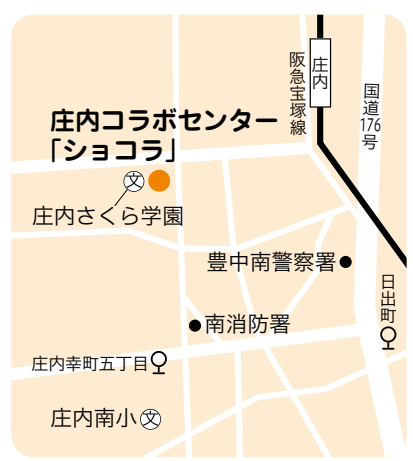 庄内コラボセンター
「ショコラ」
文
庄内さくら学園
阪急宝塚線
庄内
国道176号
豊中南警察署
日出町
南消防署
庄内幸町五丁目
庄内南小
文